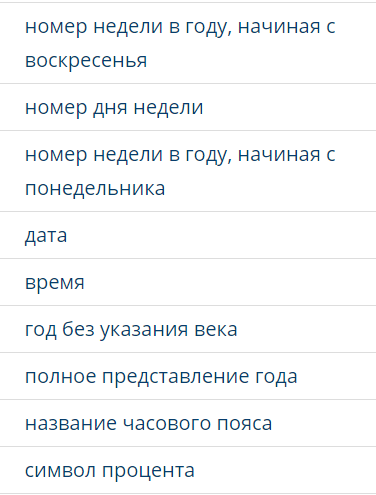 номер недели в году, начиная с
воскресенья
номер дня недели
номер недели в году, начиная с
понедельника
дата
время
год без указания века
полное представление года
название часового пояса
символ процента